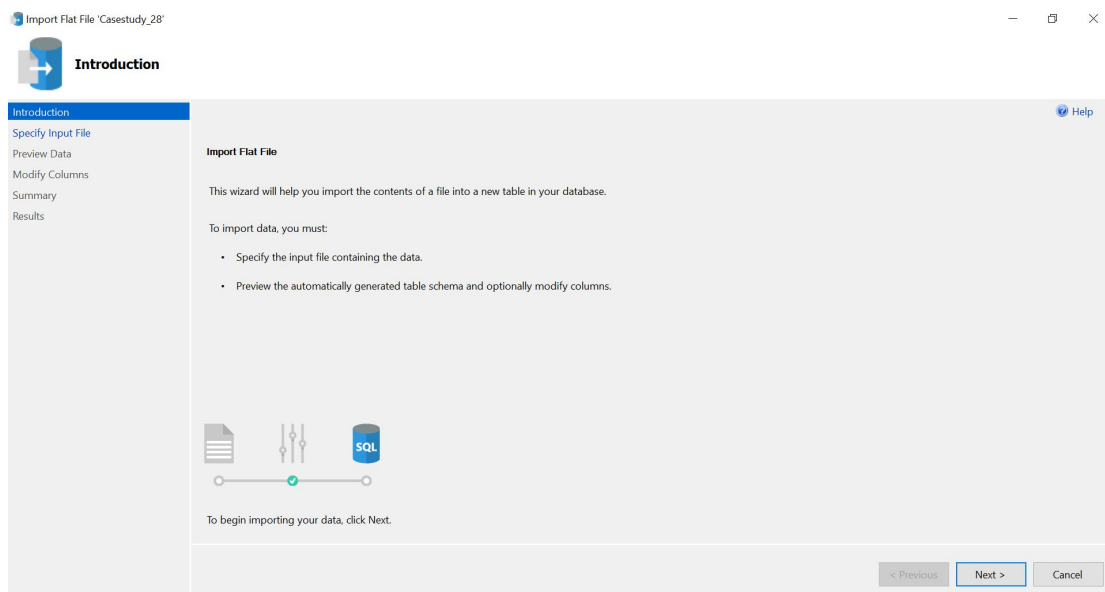 Import Flat File 'Casestudy_28'
Introduction
Introduction
Help
Specify Input File
Preview Data
Modify Columns
Summary
Results
Import Flat File
This wizard will help you import the contents of a file into a new table in your database.
To import data, you must:
• Specify the input file containing the data.
• Preview the automatically generated table schema and optionally modify columns.
SQL
To begin importing your data, click Next.
< Previous Next > Cancel